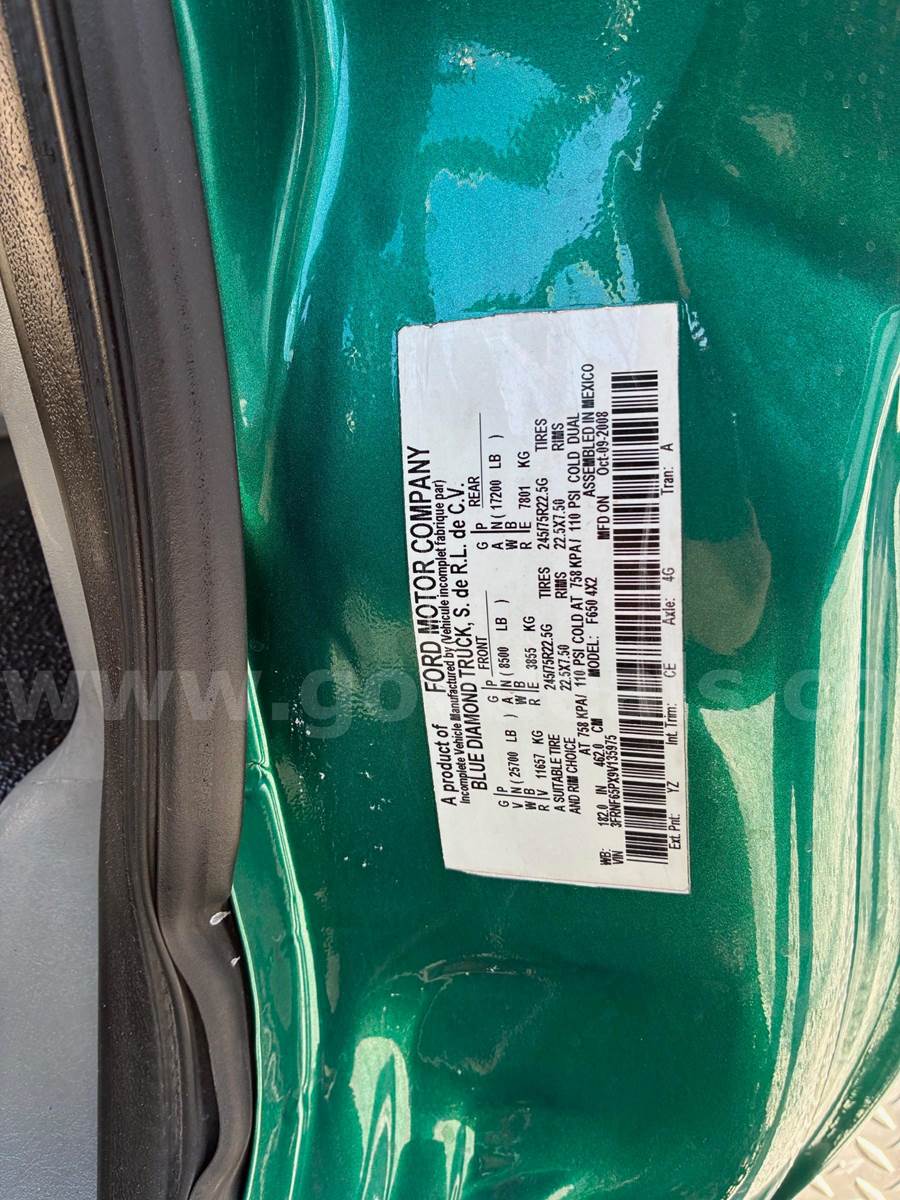 A product of FORD MOTOR COMPANY
Incomplete Vehicle Manufactured by (Vehicule incomplet fabrique par)
BLUE DIAMOND TRUCK, S. de R.L. de C.V.
FRONT REAR
G P G P G P
V N ( 25700 LB ) A N ( 8500 LB ) A N ( 17200 LB )
W B W B W B
R V 11657 KG R E 3855 KG R E 7801 KG
A SUITABLE TIRE 245/75R22.5G TIRES 245/75R22.5G TIRES
AND RIM CHOICE 22.5X7.50 RIMS 22.5X7.50 RIMS
AT 758 KPA/ 110 PSI COLD AT 758 KPA/ 110 PSI COLD DUAL
MODEL: F650 4X2 ASSEMBLED IN MEXICO
WB: 182.0 IN 462.0 CM MFD ON Oct-09-2008
VIN 3FRNF65PX9V135975
Ext. Pnt: YZ Int. Trim: CE Axle: 4G Tran: A